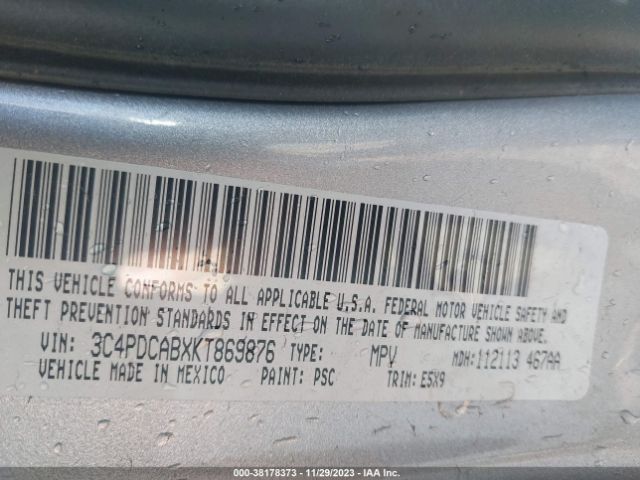 THIS VEHICLE CONFORMS TO ALL APPLICABLE U.S.A. FEDERAL MOTOR VEHICLE SAFETY AND
THEFT PREVENTION STANDARDS IN EFFECT ON THE DATE OF MANUFACTURE SHOWN ABOVE.
VIN: 3C4PDCABXKT869876 TYPE: MPV MDH:112113 467AA
VEHICLE MADE IN MEXICO PAINT: PSC TRIM: E5X9
000-38178373 - 11/29/2023 - IAA Inc.